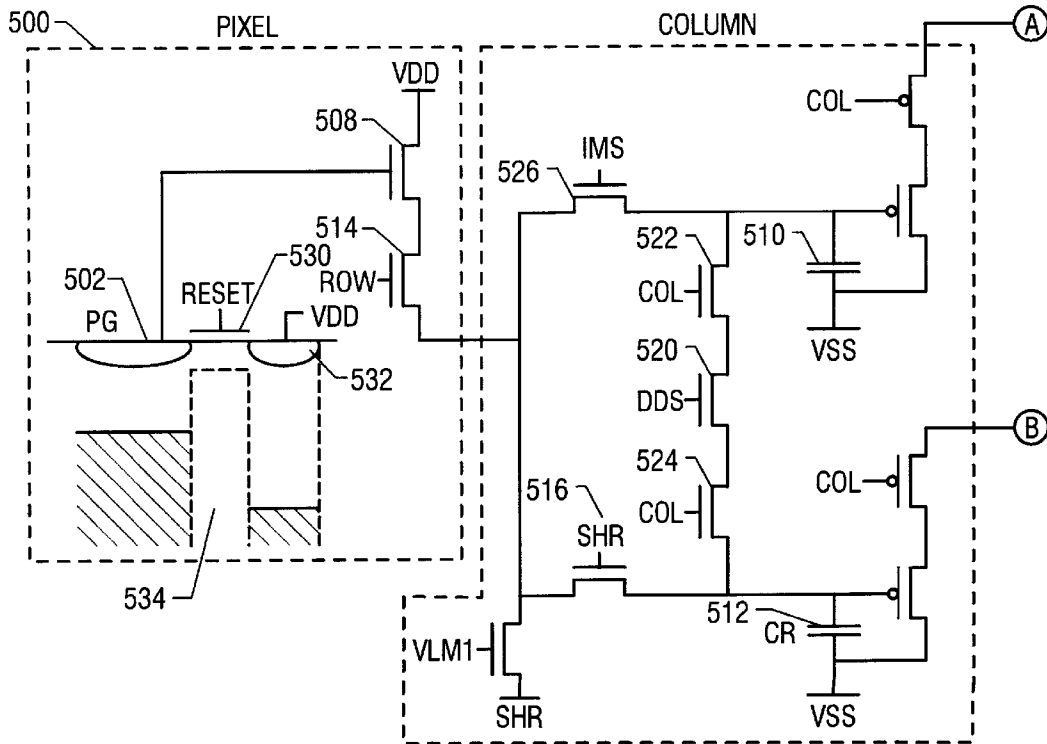 500
PIXEL
COLUMN
A
VDD
508
COL
IMS
526
514
522
510
530
502
RESET
ROW
COL
PG
VDD
520
VSS
532
DDS
B
524
516
COL
COL
SHR
534
512
CR
VLM1
SHR
VSS